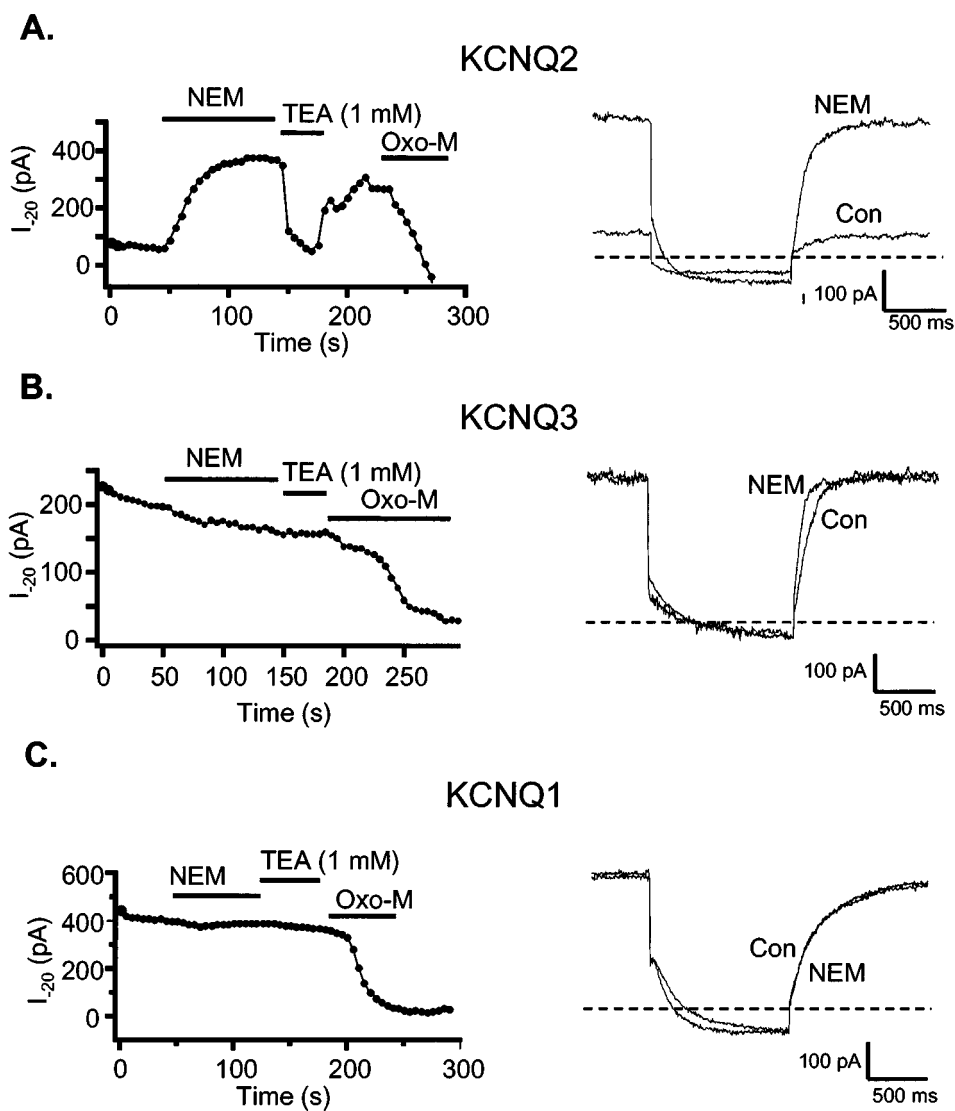 A.
KCNQ2
NEM
TEA (1 mM)
Oxo-M
I-20 (pA)
400
200
0
0
100
200
300
Time (s)
NEM
Con
100 pA
500 ms
B.
KCNQ3
NEM
TEA (1 mM)
Oxo-M
I-20 (pA)
200
100
0
0
50
100
150
200
250
Time (s)
NEM
Con
100 pA
500 ms
C.
KCNQ1
NEM
TEA (1 mM)
Oxo-M
I-20 (pA)
600
400
200
0
0
100
200
300
Time (s)
Con
NEM
100 pA
500 ms